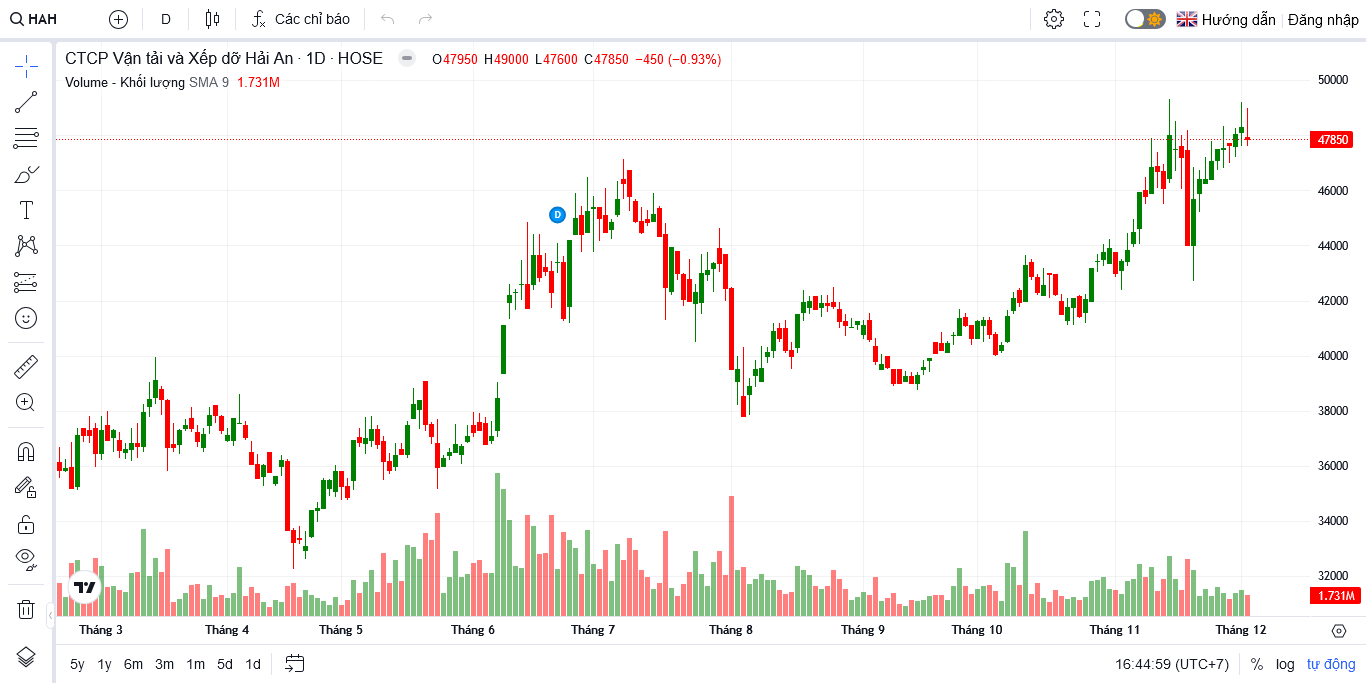 HAH D Các chỉ báo Hướng dẫn Đăng nhập
CTCP Vận tải và Xếp dỡ Hải An · 1D · HOSE O47950 H49000 L47600 C47850 −450 (−0.93%)
Volume - Khối lượng SMA 9 1.731M
50000
47850
46000
44000
42000
40000
38000
36000
34000
32000
1.731M
D
Tháng 3 Tháng 4 Tháng 5 Tháng 6 Tháng 7 Tháng 8 Tháng 9 Tháng 10 Tháng 11 Tháng 12
5y 1y 6m 3m 1m 5d 1d 16:44:59 (UTC+7) % log tự động